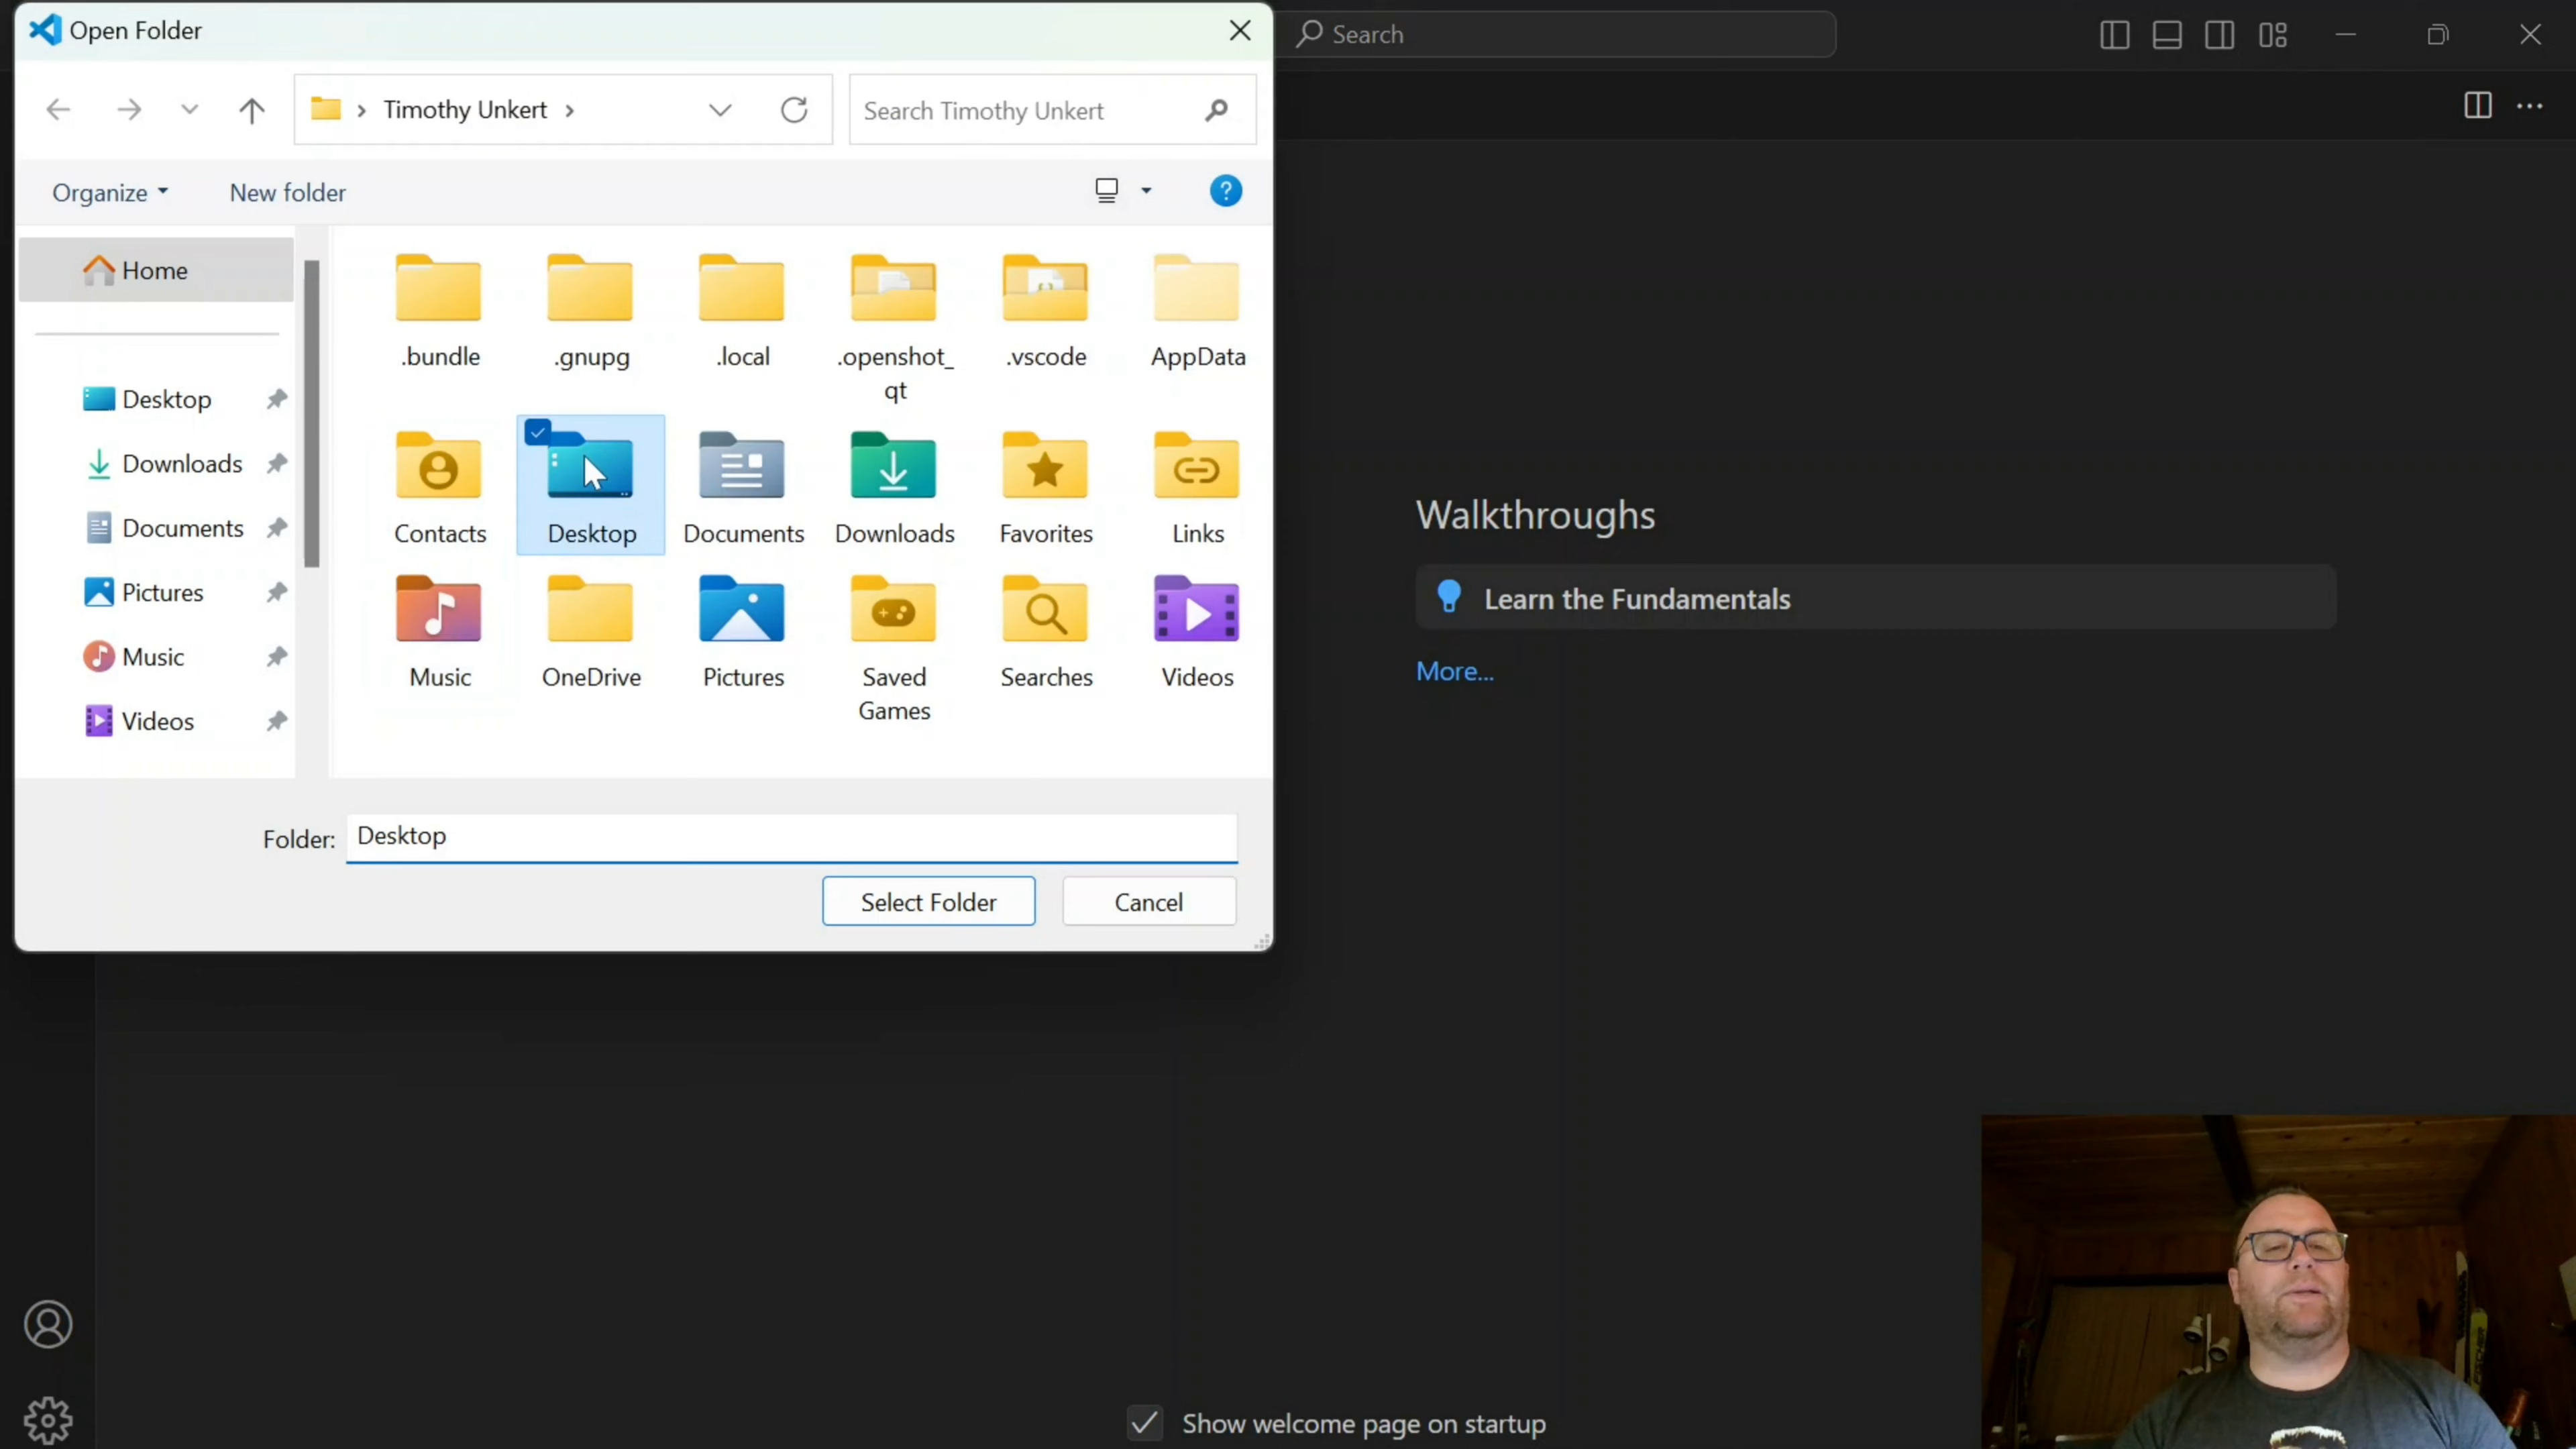 Open Folder
Search
Timothy Unkert
Search Timothy Unkert
Organize
New folder
Home
Desktop
Downloads
Documents
Pictures
Music
Videos
.bundle
.gnupg
.local
.openshot_
qt
.vscode
AppData
Contacts
Desktop
Documents
Downloads
Favorites
Links
Music
OneDrive
Pictures
Saved
Games
Searches
Videos
Folder: Desktop
Select Folder
Cancel
Walkthroughs
Learn the Fundamentals
More...
Show welcome page on startup